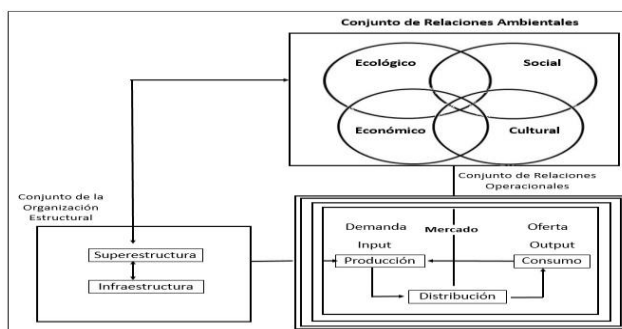 Conjunto de Relaciones Ambientales
Ecológico
Social
Económico
Cultural
Conjunto de Relaciones
Operacionales
Conjunto de la
Organización
Estructural
Superestructura
Infraestructura
Demanda
Mercado
Oferta
Input
Output
Producción
Consumo
Distribución